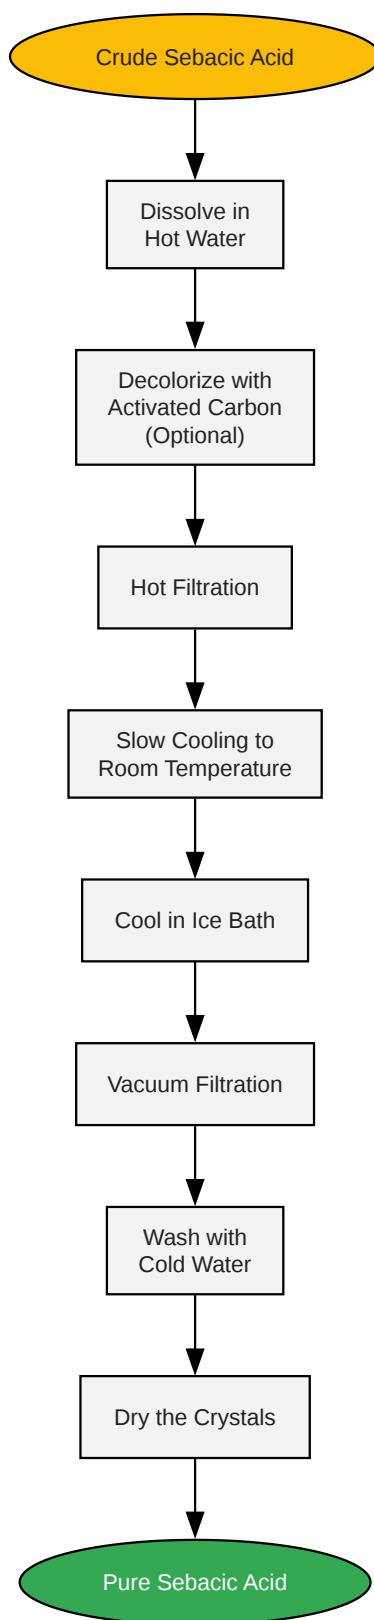 Crude Sebacic Acid
Dissolve in
Hot Water
Decolorize with
Activated Carbon
(Optional)
Hot Filtration
Slow Cooling to
Room Temperature
Cool in Ice Bath
Vacuum Filtration
Wash with
Cold Water
Dry the Crystals
Pure Sebacic Acid